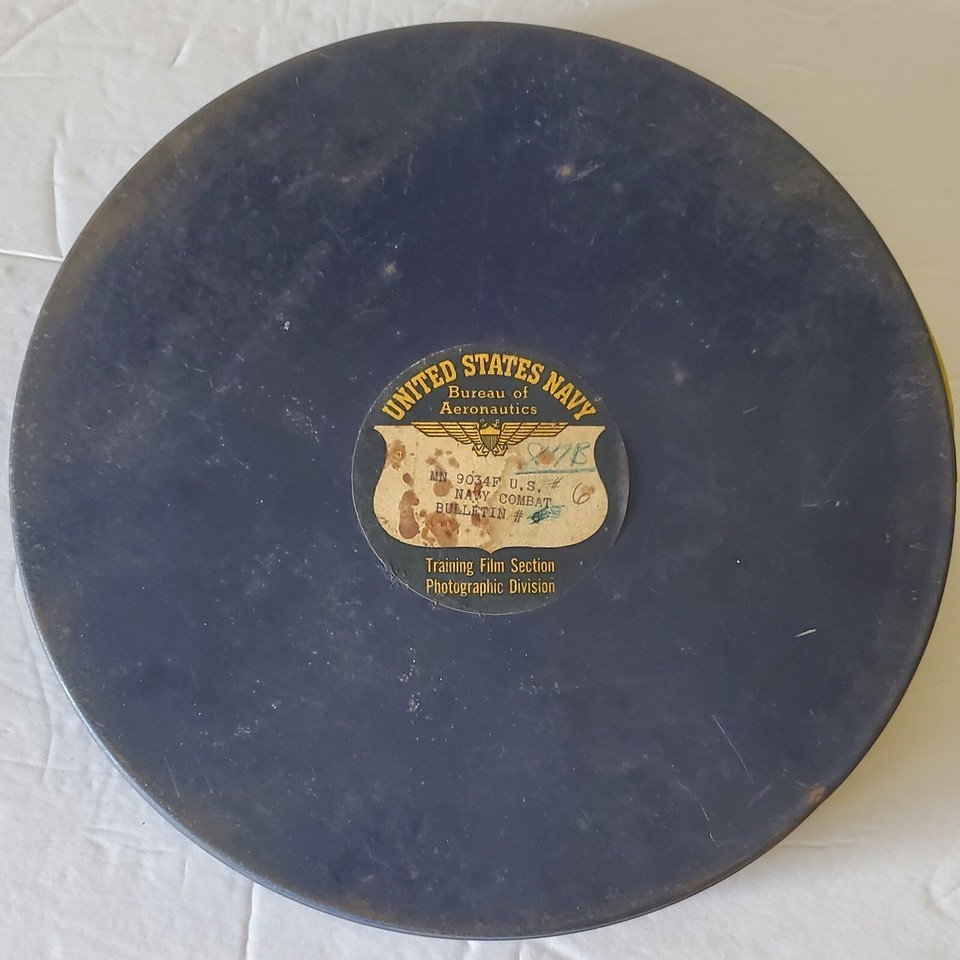 UNITED STATES NAVY
Bureau of
Aeronautics
MN 9034F U.S. #6
NAVY COMBAT
BULLETIN #
Training Film Section
Photographic Division